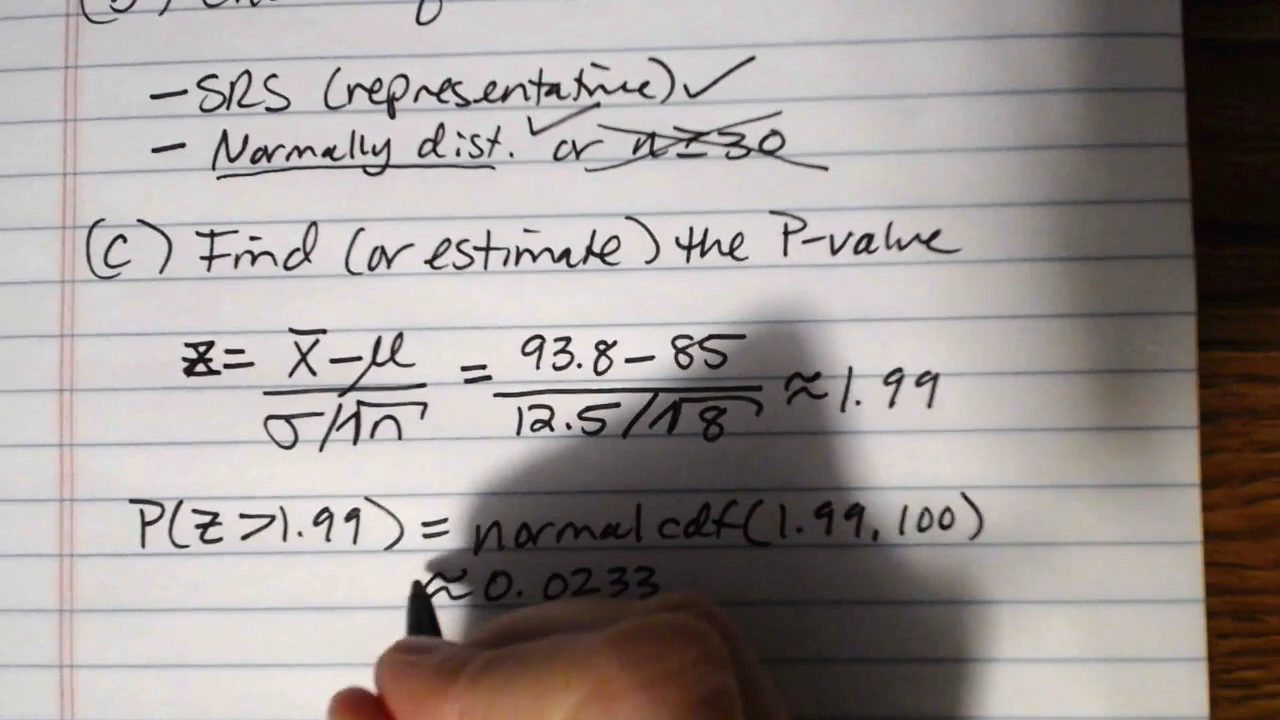 - SRS (representative) ✓
- Normally dist. ✓ or n≥30
(C) Find (or estimate) the P-value
z = x̄-μ / σ/√n = 93.8-85 / 12.5/√8 ≈ 1.99
P(Z>1.99) = normalcdf(1.99, 100)
≈ 0.0233